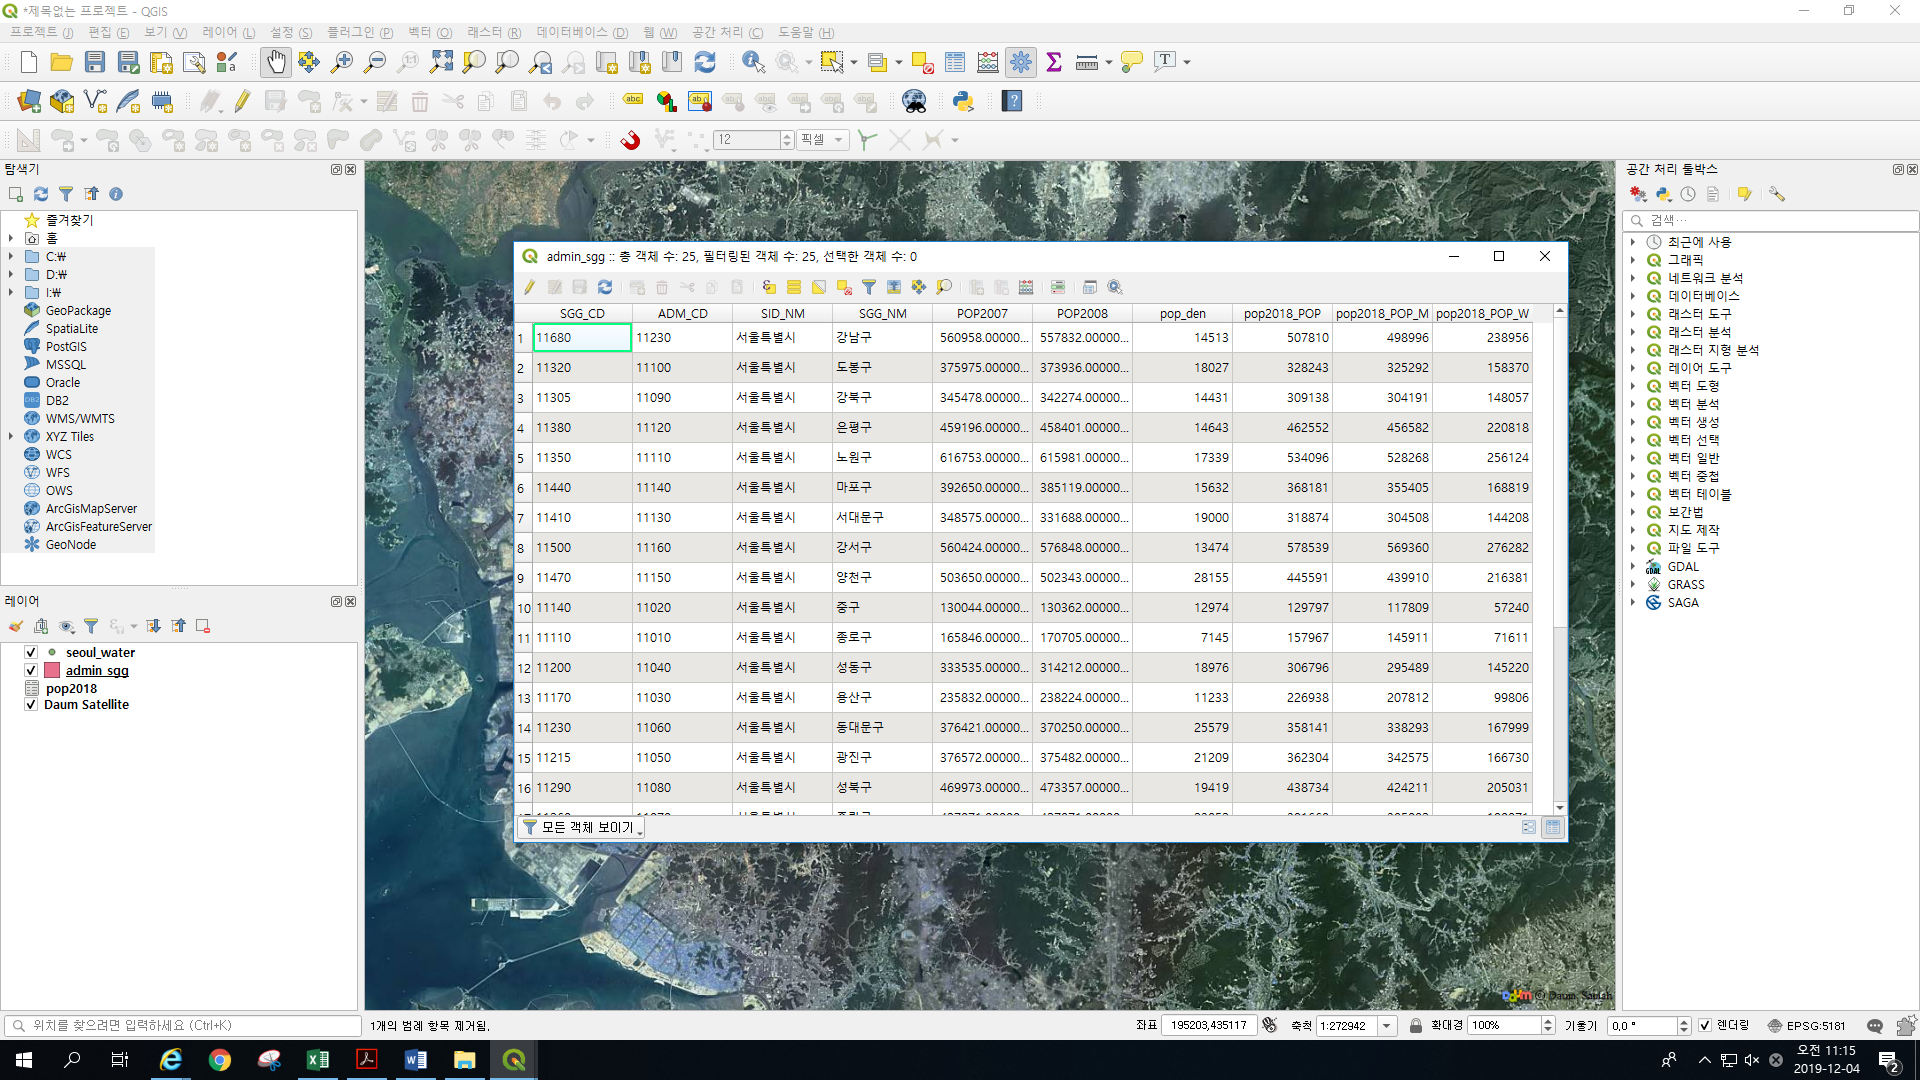 *제목없는 프로젝트 - QGIS
프로젝트 (J) 편집 (E) 보기 (V) 레이어 (L) 설정 (S) 플러그인 (P) 벡터 (O) 래스터 (R) 데이터베이스 (D) 웹 (W) 공간 처리 (C) 도움말 (H)
12 픽셀
탐색기
즐겨찾기
홈
C:₩
D:₩
I:₩
GeoPackage
SpatiaLite
PostGIS
MSSQL
Oracle
DB2
WMS/WMTS
XYZ Tiles
WCS
WFS
OWS
ArcGisMapServer
ArcGisFeatureServer
GeoNode
레이어
seoul_water
admin_sgg
pop2018
Daum Satellite
admin_sgg :: 총 객체 수: 25, 필터링된 객체 수: 25, 선택한 객체 수: 0
SGG_CD ADM_CD SID_NM SGG_NM POP2007 POP2008 pop_den pop2018_POP pop2018_POP_M pop2018_POP_W
1 11680 11230 서울특별시 강남구 560958.00000... 557832.00000... 14513 507810 498996 238956
2 11320 11100 서울특별시 도봉구 375975.00000... 373936.00000... 18027 328243 325292 158370
3 11305 11090 서울특별시 강북구 345478.00000... 342274.00000... 14431 309138 304191 148057
4 11380 11120 서울특별시 은평구 459196.00000... 458401.00000... 14643 462552 456582 220818
5 11350 11110 서울특별시 노원구 616753.00000... 615981.00000... 17339 534096 528268 256124
6 11440 11140 서울특별시 마포구 392650.00000... 385119.00000... 15632 368181 355405 168819
7 11410 11130 서울특별시 서대문구 348575.00000... 331688.00000... 19000 318874 304508 144208
8 11500 11160 서울특별시 강서구 560424.00000... 576848.00000... 13474 578539 569360 276282
9 11470 11150 서울특별시 양천구 503650.00000... 502343.00000... 28155 445591 439910 216381
10 11140 11020 서울특별시 중구 130044.00000... 130362.00000... 12974 129797 117809 57240
11 11110 11010 서울특별시 종로구 165846.00000... 170705.00000... 7145 157967 145911 71611
12 11200 11040 서울특별시 성동구 333535.00000... 314212.00000... 18976 306796 295489 145220
13 11170 11030 서울특별시 용산구 235832.00000... 238224.00000... 11233 226938 207812 99806
14 11230 11060 서울특별시 동대문구 376421.00000... 370250.00000... 25579 358141 338293 167999
15 11215 11050 서울특별시 광진구 376572.00000... 375482.00000... 21209 362304 342575 166730
16 11290 11080 서울특별시 성북구 469973.00000... 473357.00000... 19419 438734 424211 205031
모든 객체 보이기
공간 처리 툴박스
검색…
최근에 사용
그래픽
네트워크 분석
데이터베이스
래스터 도구
래스터 분석
래스터 지형 분석
레이어 도구
벡터 도형
벡터 분석
벡터 생성
벡터 선택
벡터 일반
벡터 중첩
벡터 테이블
보간법
지도 제작
파일 도구
GDAL
GRASS
SAGA
위치를 찾으려면 입력하세요 (Ctrl+K)
1개의 범례 항목 제거됨.
좌표 195203,435117 축척 1:272942 확대경 100% 기울기 0,0 ° 렌더링 EPSG:5181
오전 11:15
2019-12-04
2